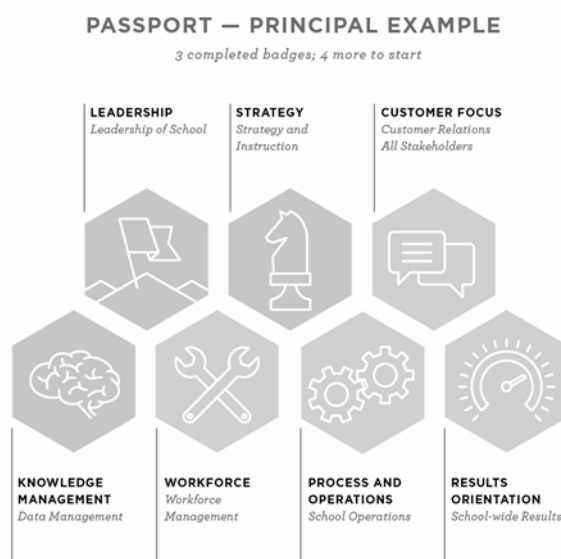 PASSPORT — PRINCIPAL EXAMPLE
3 completed badges; 4 more to start
LEADERSHIP
Leadership of School
STRATEGY
Strategy and
Instruction
CUSTOMER FOCUS
Customer Relations
All Stakeholders
KNOWLEDGE
MANAGEMENT
Data Management
WORKFORCE
Workforce
Management
PROCESS AND
OPERATIONS
School Operations
RESULTS
ORIENTATION
School-wide Results